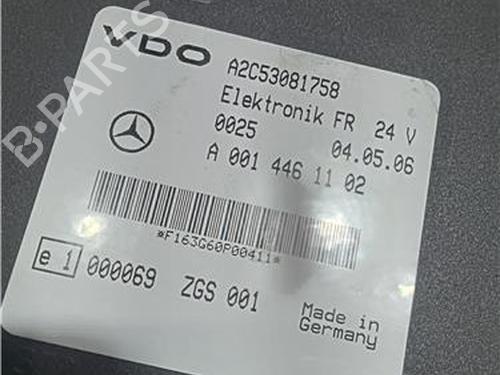 VDO A2C53081758
Elektronik FR 24 V
0025 04.05.06
A 001 446 11 02
*F163G60P00411*
e 1 000069 ZGS 001
Made in
Germany
B-PARTS